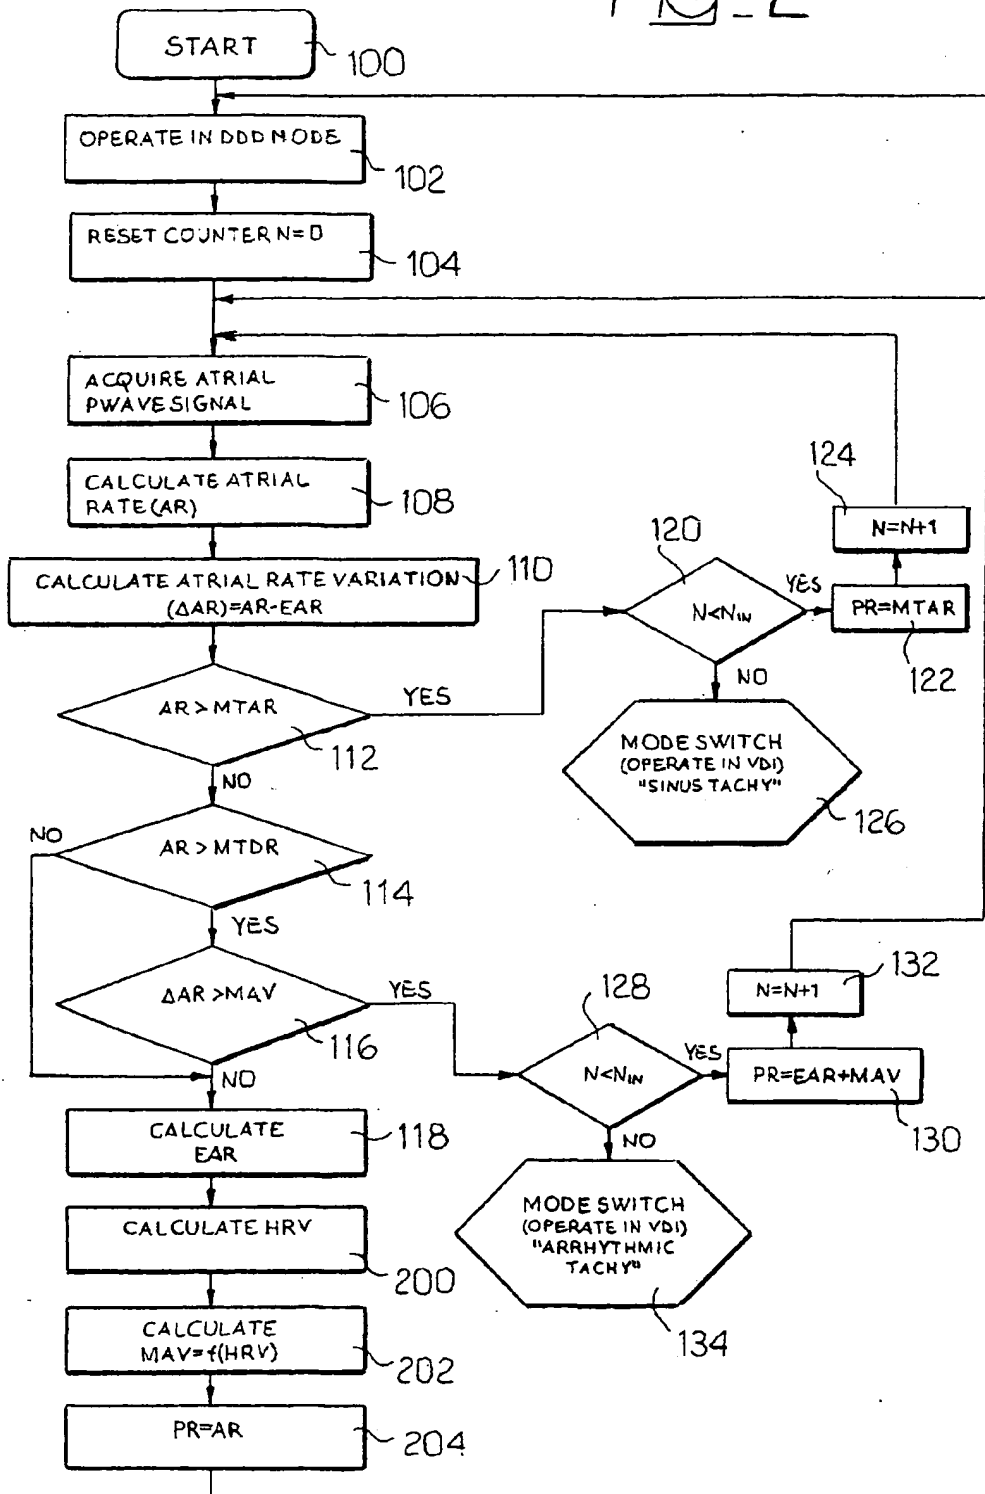 FIG_2
START
100
OPERATE IN DDD MODE
102
RESET COUNTER N=0
104
ACQUIRE ATRIAL
PWAVE SIGNAL
106
CALCULATE ATRIAL
RATE (AR)
108
CALCULATE ATRIAL RATE VARIATION
(ΔAR)=AR-EAR
110
AR>MTAR
YES
112
NO
120
N<NIN
YES
NO
PR=MTAR
122
124
N=N+1
MODE SWITCH
(OPERATE IN VDI)
"SINUS TACHY"
126
NO
AR>MTDR
114
YES
ΔAR>MAV
YES
116
NO
128
N<NIN
YES
NO
132
N=N+1
PR=EAR+MAV
130
MODE SWITCH
(OPERATE IN VDI)
"ARRHYTHMIC
TACHY"
134
CALCULATE
EAR
118
CALCULATE HRV
200
CALCULATE
MAV=f(HRV)
202
PR=AR
204